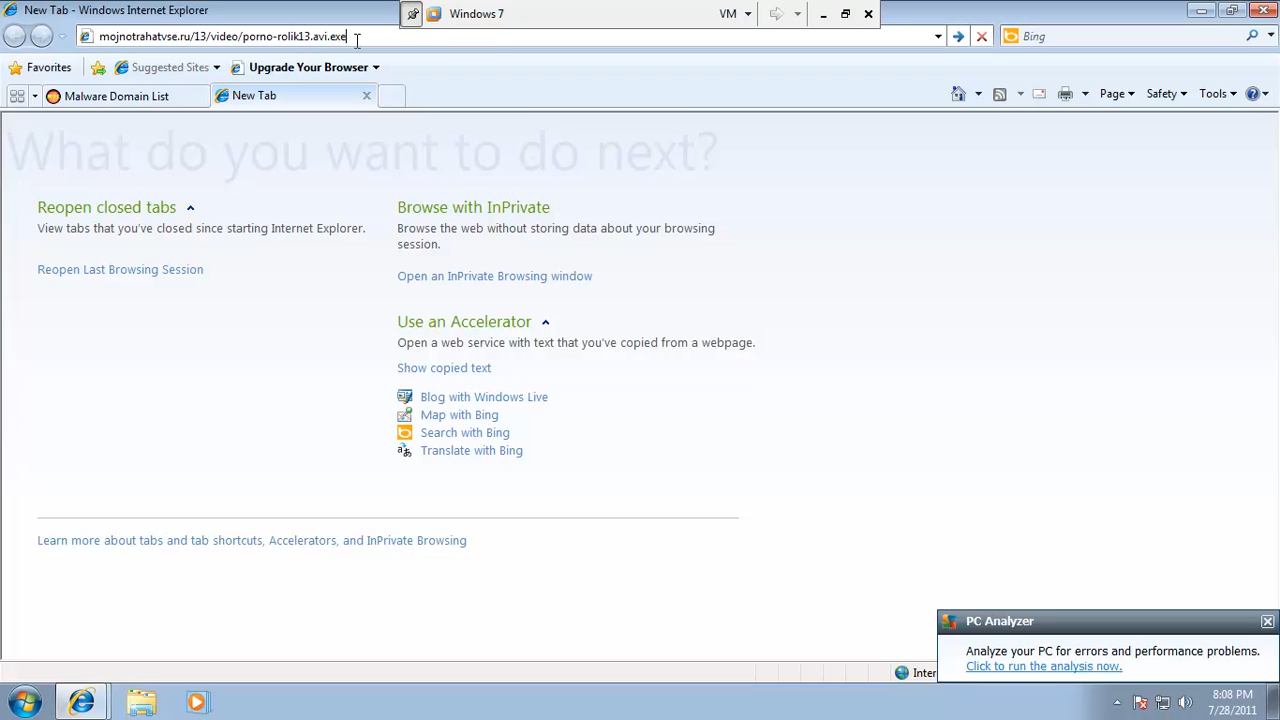 New Tab - Windows Internet Explorer
Windows 7
VM
mojnotrahatvse.ru/13/video/porno-rolik13.avi.exe
Bing
Favorites
Suggested Sites
Upgrade Your Browser
Malware Domain List
New Tab
Page
Safety
Tools
What do you want to do next?
Reopen closed tabs
View tabs that you've closed since starting Internet Explorer.
Reopen Last Browsing Session
Browse with InPrivate
Browse the web without storing data about your browsing
session.
Open an InPrivate Browsing window
Use an Accelerator
Open a web service with text that you've copied from a webpage.
Show copied text
Blog with Windows Live
Map with Bing
Search with Bing
Translate with Bing
Learn more about tabs and tab shortcuts, Accelerators, and InPrivate Browsing
PC Analyzer
Analyze your PC for errors and performance problems.
Click to run the analysis now.
Inter
8:08 PM
7/28/2011